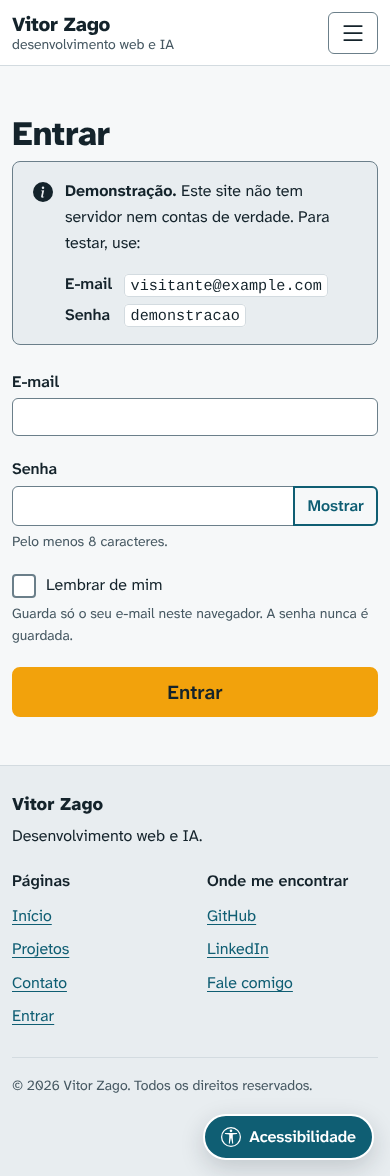 Vitor Zago
desenvolvimento web e IA
Entrar
Demonstração. Este site não tem
servidor nem contas de verdade. Para
testar, use:
E-mail visitante@example.com
Senha demonstracao
E-mail
Senha
Mostrar
Pelo menos 8 caracteres.
Lembrar de mim
Guarda só o seu e-mail neste navegador. A senha nunca é
guardada.
Entrar
Vitor Zago
Desenvolvimento web e IA.
Páginas
Início
Projetos
Contato
Entrar
Onde me encontrar
GitHub
LinkedIn
Fale comigo
© 2026 Vitor Zago. Todos os direitos reservados.
Acessibilidade